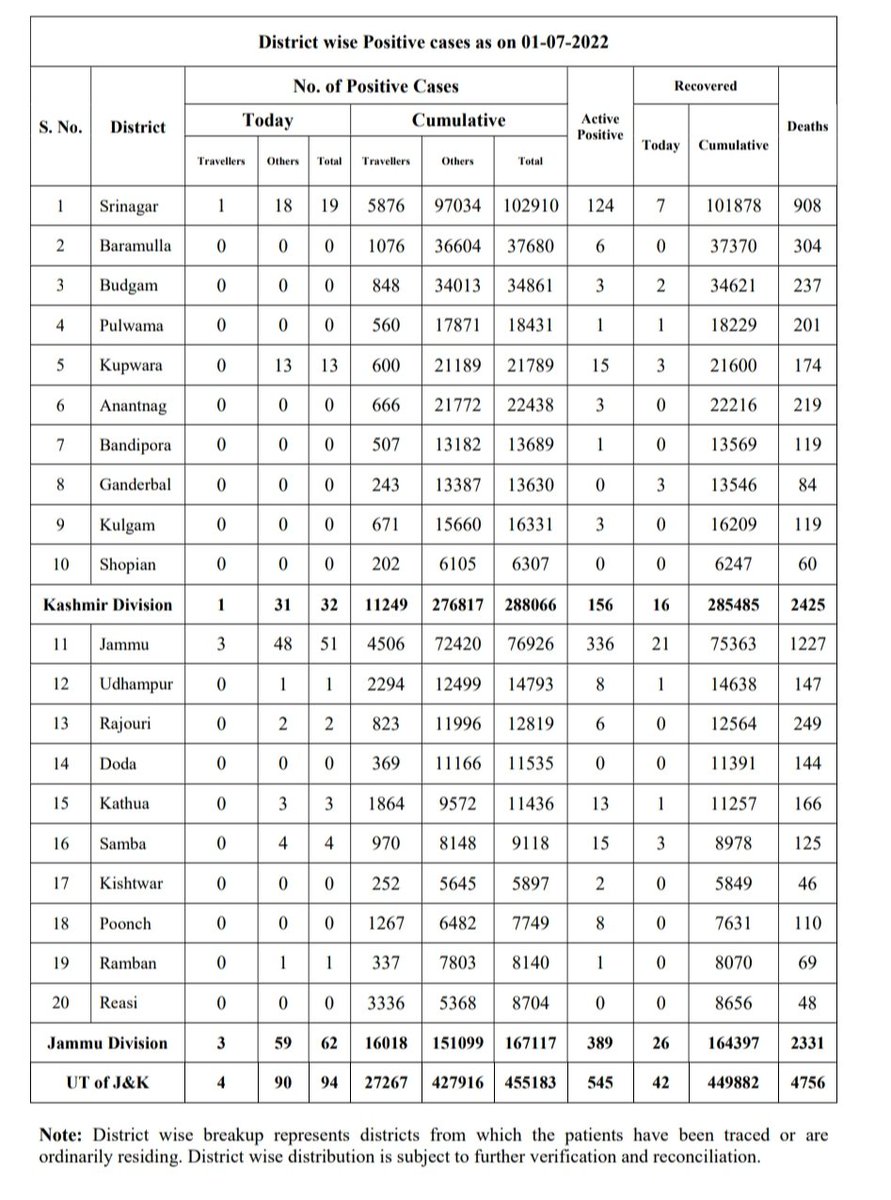 District wise Positive cases as on 01-07-2022
S. No. District No. of Positive Cases Active Positive Recovered Deaths
Today Cumulative Today Cumulative
Travellers Others Total Travellers Others Total
1 Srinagar 1 18 19 5876 97034 102910 124 7 101878 908
2 Baramulla 0 0 0 1076 36604 37680 6 0 37370 304
3 Budgam 0 0 0 848 34013 34861 3 2 34621 237
4 Pulwama 0 0 0 560 17871 18431 1 1 18229 201
5 Kupwara 0 13 13 600 21189 21789 15 3 21600 174
6 Anantnag 0 0 0 666 21772 22438 3 0 22216 219
7 Bandipora 0 0 0 507 13182 13689 1 0 13569 119
8 Ganderbal 0 0 0 243 13387 13630 0 3 13546 84
9 Kulgam 0 0 0 671 15660 16331 3 0 16209 119
10 Shopian 0 0 0 202 6105 6307 0 0 6247 60
Kashmir Division 1 31 32 11249 276817 288066 156 16 285485 2425
11 Jammu 3 48 51 4506 72420 76926 336 21 75363 1227
12 Udhampur 0 1 1 2294 12499 14793 8 1 14638 147
13 Rajouri 0 2 2 823 11996 12819 6 0 12564 249
14 Doda 0 0 0 369 11166 11535 0 0 11391 144
15 Kathua 0 3 3 1864 9572 11436 13 1 11257 166
16 Samba 0 4 4 970 8148 9118 15 3 8978 125
17 Kishtwar 0 0 0 252 5645 5897 2 0 5849 46
18 Poonch 0 0 0 1267 6482 7749 8 0 7631 110
19 Ramban 0 1 1 337 7803 8140 1 0 8070 69
20 Reasi 0 0 0 3336 5368 8704 0 0 8656 48
Jammu Division 3 59 62 16018 151099 167117 389 26 164397 2331
UT of J&K 4 90 94 27267 427916 455183 545 42 449882 4756
Note: District wise breakup represents districts from which the patients have been traced or are
ordinarily residing. District wise distribution is subject to further verification and reconciliation.